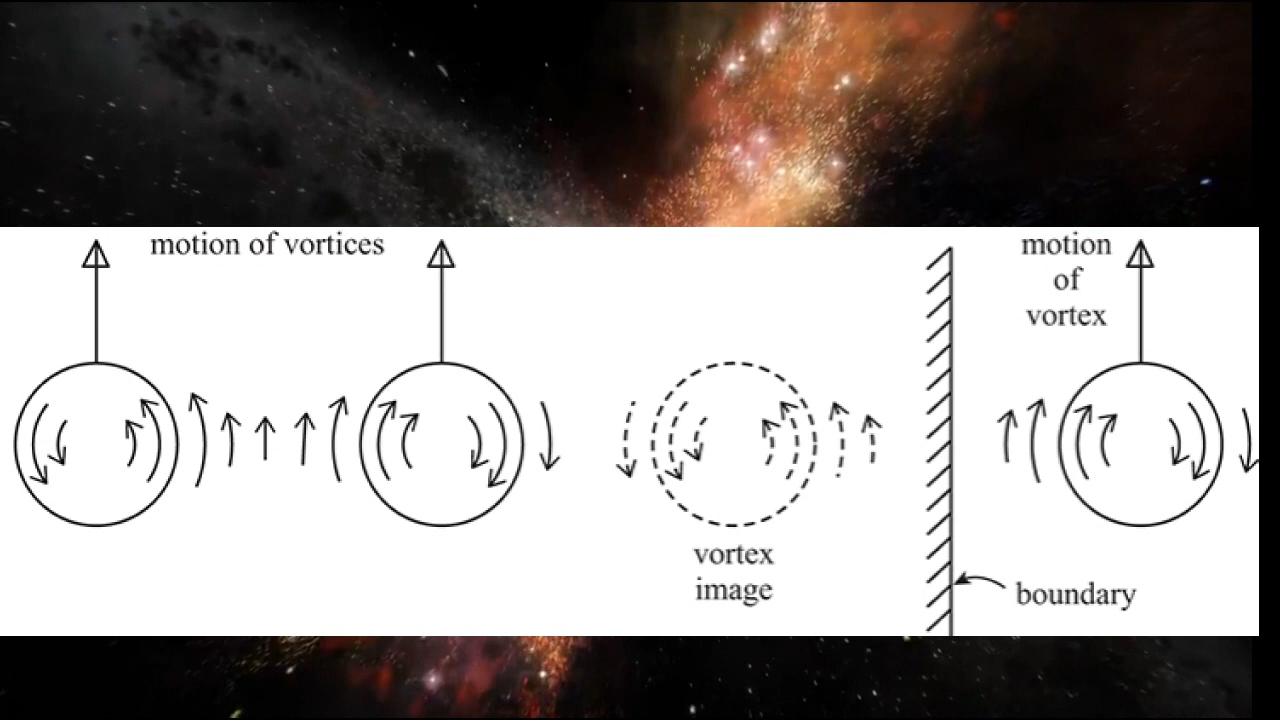 motion of vortices
motion
of
vortex
vortex
image
boundary